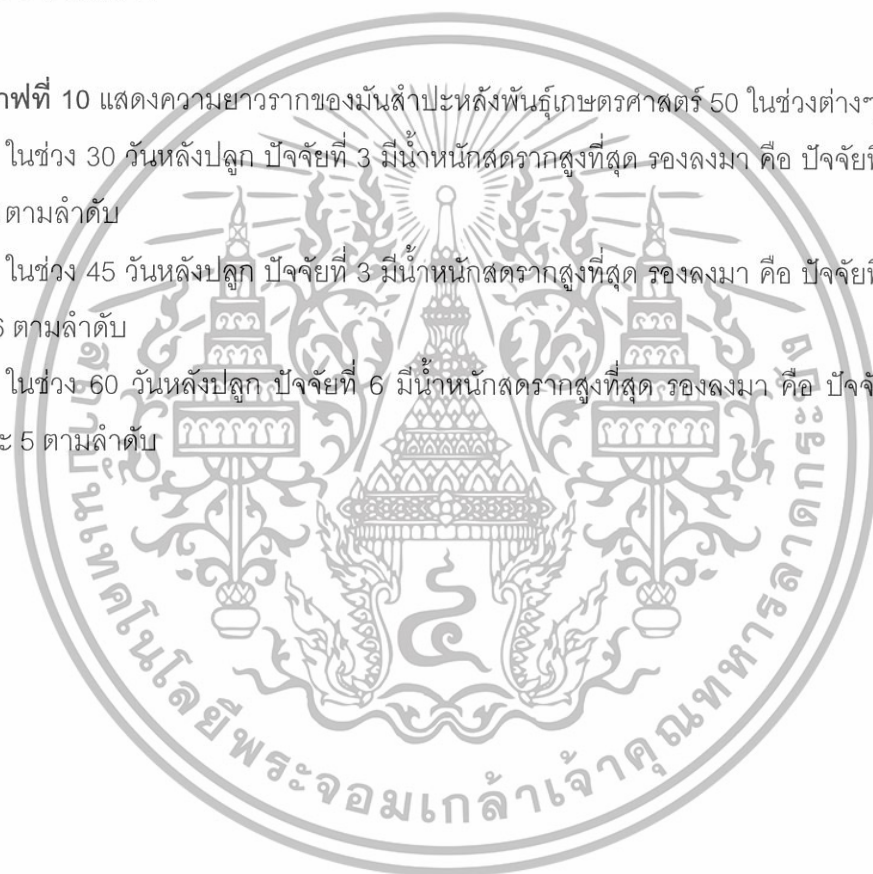 าฟที่ 10 แสดงความยาวรากของมันสำปะหลังพันธุ์เกษตรศาสตร์ 50 ในช่วงต่างๆ
ในช่วง 30 วันหลังปลูก ปัจจัยที่ 3 มีน้ำหนักสดรากสูงที่สุด รองลงมา คือ ปัจจัยที่
ตามลำดับ
ในช่วง 45 วันหลังปลูก ปัจจัยที่ 3 มีน้ำหนักสดรากสูงที่สุด รองลงมา คือ ปัจจัยที่
6 ตามลำดับ
ในช่วง 60 วันหลังปลูก ปัจจัยที่ 6 มีน้ำหนักสดรากสูงที่สุด รองลงมา คือ ปัจจั
ะ 5 ตามลำดับ
สถาบันเทคโนโลยีพระจอมเกล้าเจ้าคุณทหารลาดกระบัง